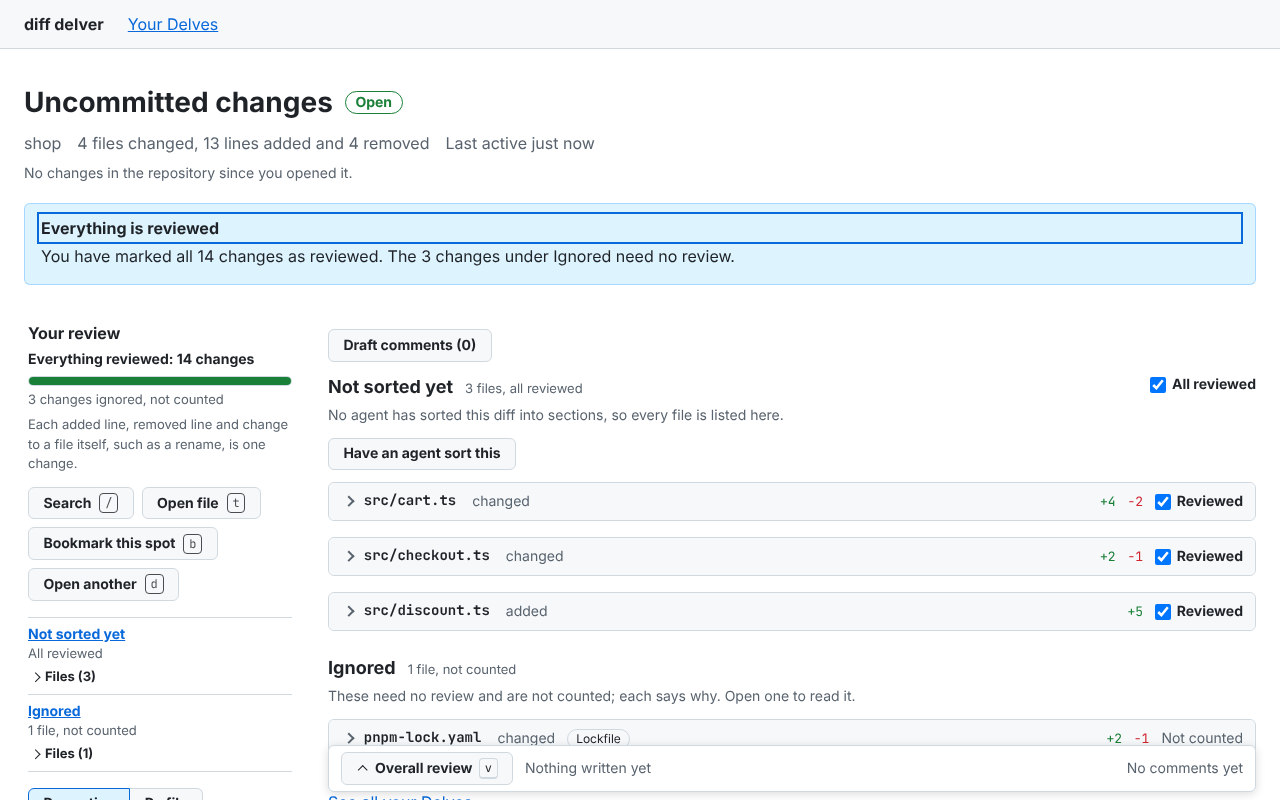 diff delver Your Delves
Uncommitted changes Open
shop 4 files changed, 13 lines added and 4 removed Last active just now
No changes in the repository since you opened it.
Everything is reviewed
You have marked all 14 changes as reviewed. The 3 changes under Ignored need no review.
Your review
Everything reviewed: 14 changes
3 changes ignored, not counted
Each added line, removed line and change
to a file itself, such as a rename, is one
change.
Search /
Open file t
Bookmark this spot b
Open another d
Not sorted yet
All reviewed
Files (3)
Ignored
1 file, not counted
Files (1)
Draft comments (0)
Not sorted yet 3 files, all reviewed All reviewed
No agent has sorted this diff into sections, so every file is listed here.
Have an agent sort this
src/cart.ts changed +4 -2 Reviewed
src/checkout.ts changed +2 -1 Reviewed
src/discount.ts added +5 Reviewed
Ignored 1 file, not counted
These need no review and are not counted; each says why. Open one to read it.
pnpm-lock.yaml changed Lockfile +2 -1 Not counted
Overall review v Nothing written yet No comments yet
See all your Delves